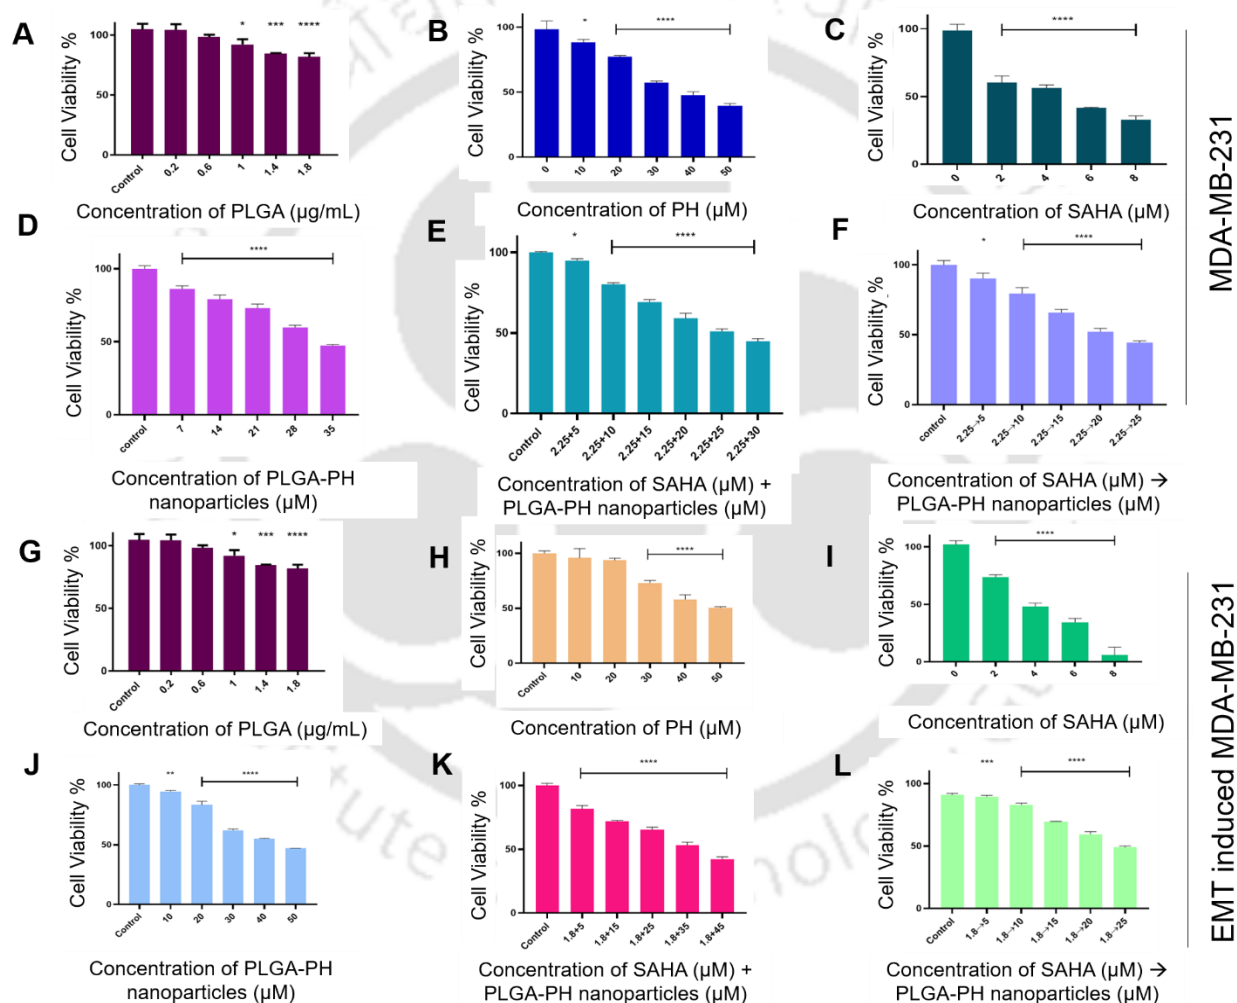 A
Cell Viability %
100
50
0
* *** ****
Control 0.2 0.6 1 1.4 1.8
Concentration of PLGA (µg/mL)
B
Cell Viability %
100
50
0
* ****
0 10 20 30 40 50
Concentration of PH (µM)
C
Cell Viability %
100
50
0
****
0 2 4 6 8
Concentration of SAHA (µM)
D
Cell Viability %
100
50
0
****
control 7 14 21 28 35
Concentration of PLGA-PH
nanoparticles (µM)
E
Cell Viability %
100
50
0
* ****
Control 2.25+5 2.25+10 2.25+15 2.25+20 2.25+25 2.25+30
Concentration of SAHA (µM) +
PLGA-PH nanoparticles (µM)
F
Cell Viability %
100
50
0
* ****
control 2.25→5 2.25→10 2.25→15 2.25→20 2.25→25
Concentration of SAHA (µM) →
PLGA-PH nanoparticles (µM)
MDA-MB-231
G
Cell Viability %
100
50
0
* *** ****
Control 0.2 0.6 1 1.4 1.8
Concentration of PLGA (µg/mL)
H
Cell Viability %
100
50
0
****
Control 10 20 30 40 50
Concentration of PH (µM)
I
Cell Viability %
100
50
0
****
0 2 4 6 8
Concentration of SAHA (µM)
J
Cell Viability %
100
50
0
** ****
Control 10 20 30 40 50
Concentration of PLGA-PH
nanoparticles (µM)
K
Cell Viability %
100
50
0
****
Control 1.8+5 1.8+15 1.8+25 1.8+35 1.8+45
Concentration of SAHA (µM) +
PLGA-PH nanoparticles (µM)
L
Cell Viability %
100
50
0
*** ****
Control 1.8→5 1.8→10 1.8→15 1.8→20 1.8→25
Concentration of SAHA (µM) →
PLGA-PH nanoparticles (µM)
EMT induced MDA-MB-231